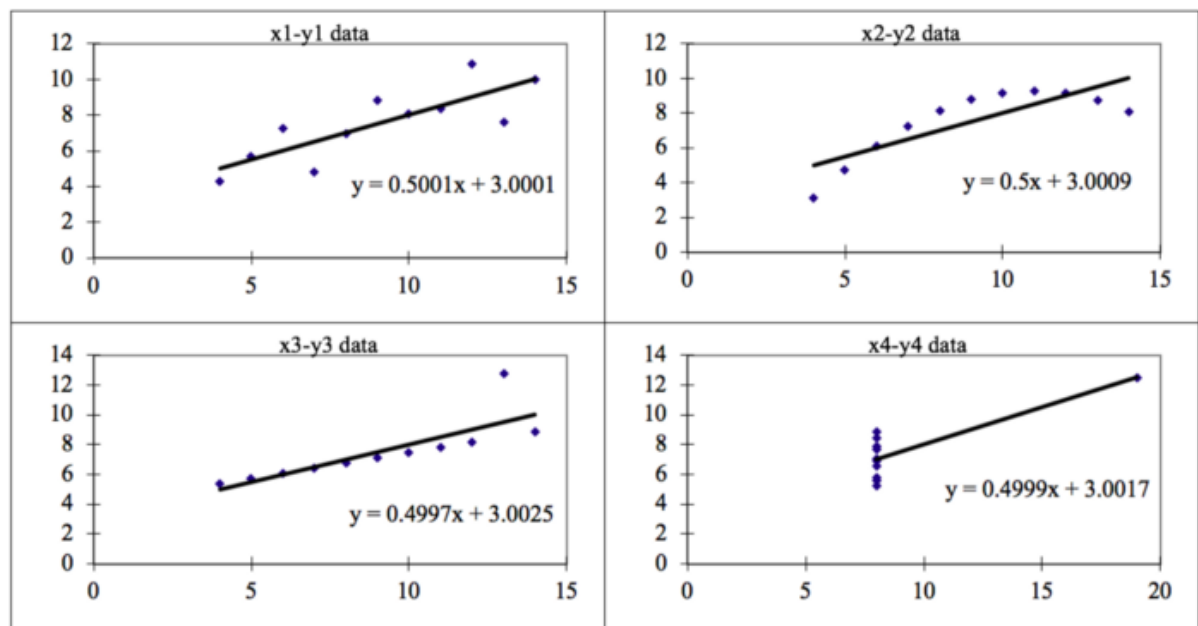 x1-y1 data
12
10
8
6
4
2
0
y = 0.5001x + 3.0001
0 5 10 15
x2-y2 data
12
10
8
6
4
2
0
y = 0.5x + 3.0009
0 5 10 15
x3-y3 data
14
12
10
8
6
4
2
0
y = 0.4997x + 3.0025
0 5 10 15
x4-y4 data
14
12
10
8
6
4
2
0
y = 0.4999x + 3.0017
0 5 10 15 20